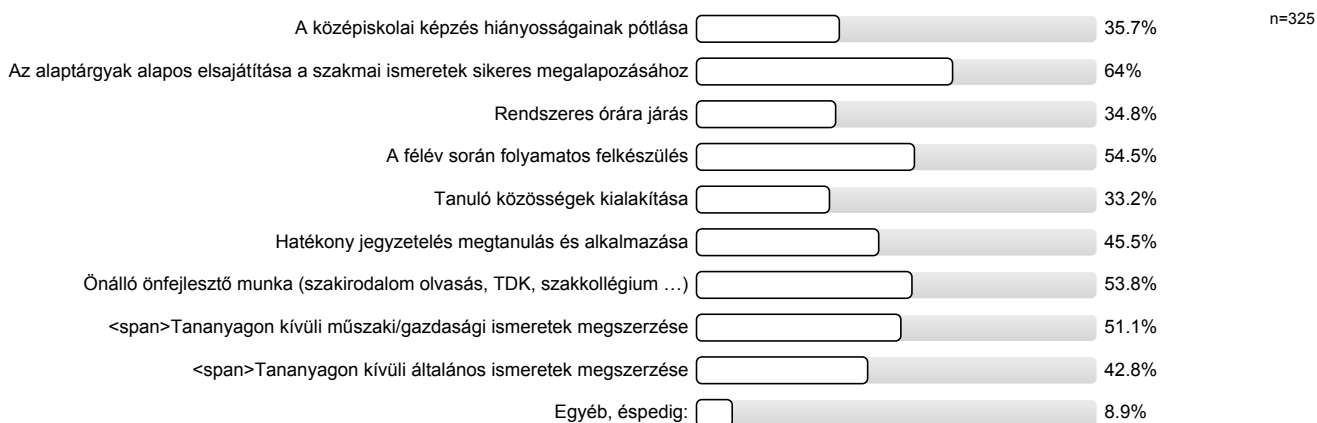 n=325
A középiskolai képzés hiányosságainak pótlása 35.7%
Az alaptárgyak alapos elsajátítása a szakmai ismeretek sikeres megalapozásához 64%
Rendszeres órára járás 34.8%
A félév során folyamatos felkészülés 54.5%
Tanuló közösségek kialakítása 33.2%
Hatékony jegyzetelés megtanulás és alkalmazása 45.5%
Önálló önfejlesztő munka (szakirodalom olvasás, TDK, szakkollégium …) 53.8%
<span>Tananyagon kívüli műszaki/gazdasági ismeretek megszerzése 51.1%
<span>Tananyagon kívüli általános ismeretek megszerzése 42.8%
Egyéb, éspedig: 8.9%